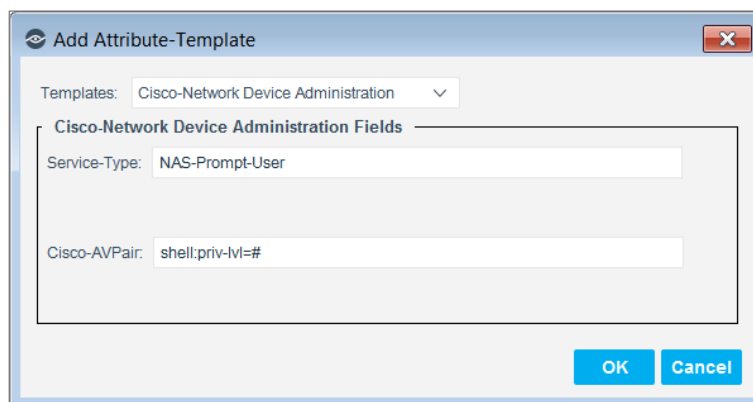 Add Attribute-Template
Templates: Cisco-Network Device Administration
Cisco-Network Device Administration Fields
Service-Type: NAS-Prompt-User
Cisco-AVPair: shell:priv-lvl=#
OK Cancel